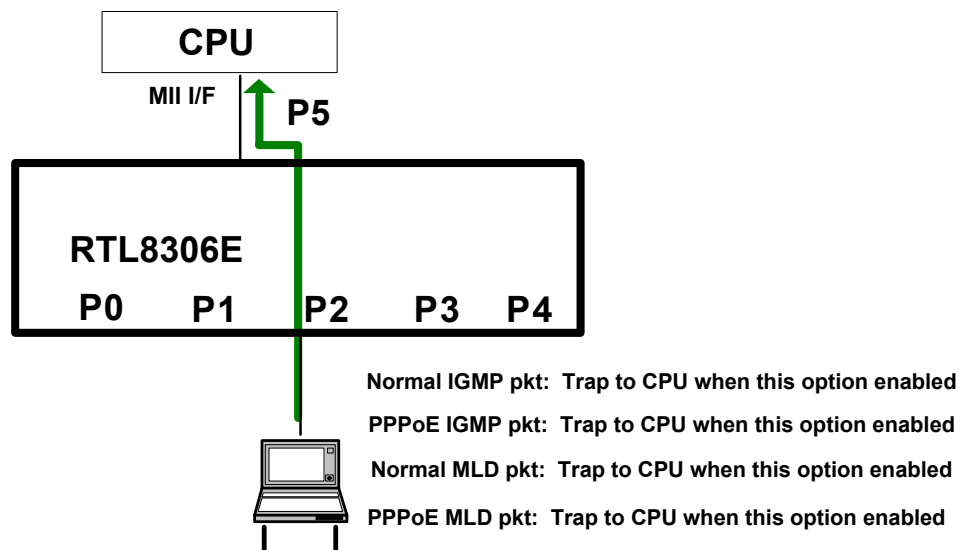 CPU
MII I/F
P5
RTL8306E
P0 P1 P2 P3 P4
Normal IGMP pkt: Trap to CPU when this option enabled
PPPoE IGMP pkt: Trap to CPU when this option enabled
Normal MLD pkt: Trap to CPU when this option enabled
PPPoE MLD pkt: Trap to CPU when this option enabled